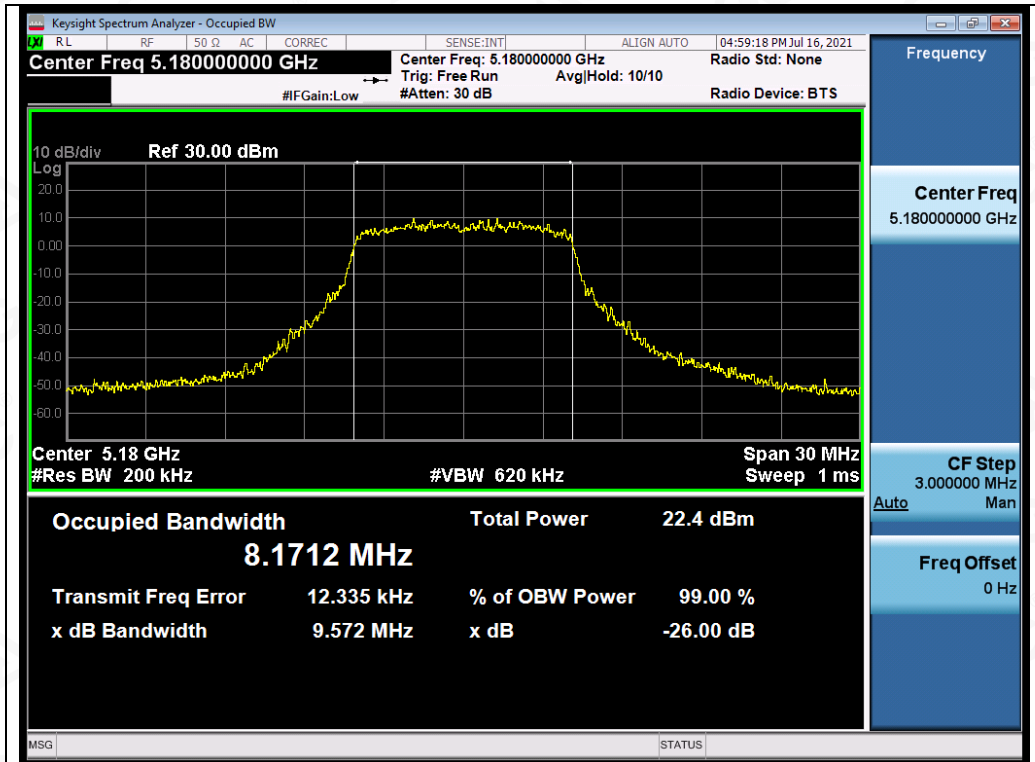 Keysight Spectrum Analyzer - Occupied BW
LXI RL RF 50 Ω AC CORREC SENSE:INT ALIGN AUTO 04:59:18 PM Jul 16, 2021
Center Freq 5.180000000 GHz Center Freq: 5.180000000 GHz Radio Std: None
Trig: Free Run Avg|Hold: 10/10
#IFGain:Low #Atten: 30 dB Radio Device: BTS
Frequency
10 dB/div Ref 30.00 dBm
Log
20.0
10.0
0.00
-10.0
-20.0
-30.0
-40.0
-50.0
-60.0
Center 5.18 GHz Span 30 MHz
#Res BW 200 kHz #VBW 620 kHz Sweep 1 ms
Center Freq
5.180000000 GHz
CF Step
3.000000 MHz
Auto Man
Freq Offset
0 Hz
Occupied Bandwidth Total Power 22.4 dBm
8.1712 MHz
Transmit Freq Error 12.335 kHz % of OBW Power 99.00 %
x dB Bandwidth 9.572 MHz x dB -26.00 dB
MSG STATUS